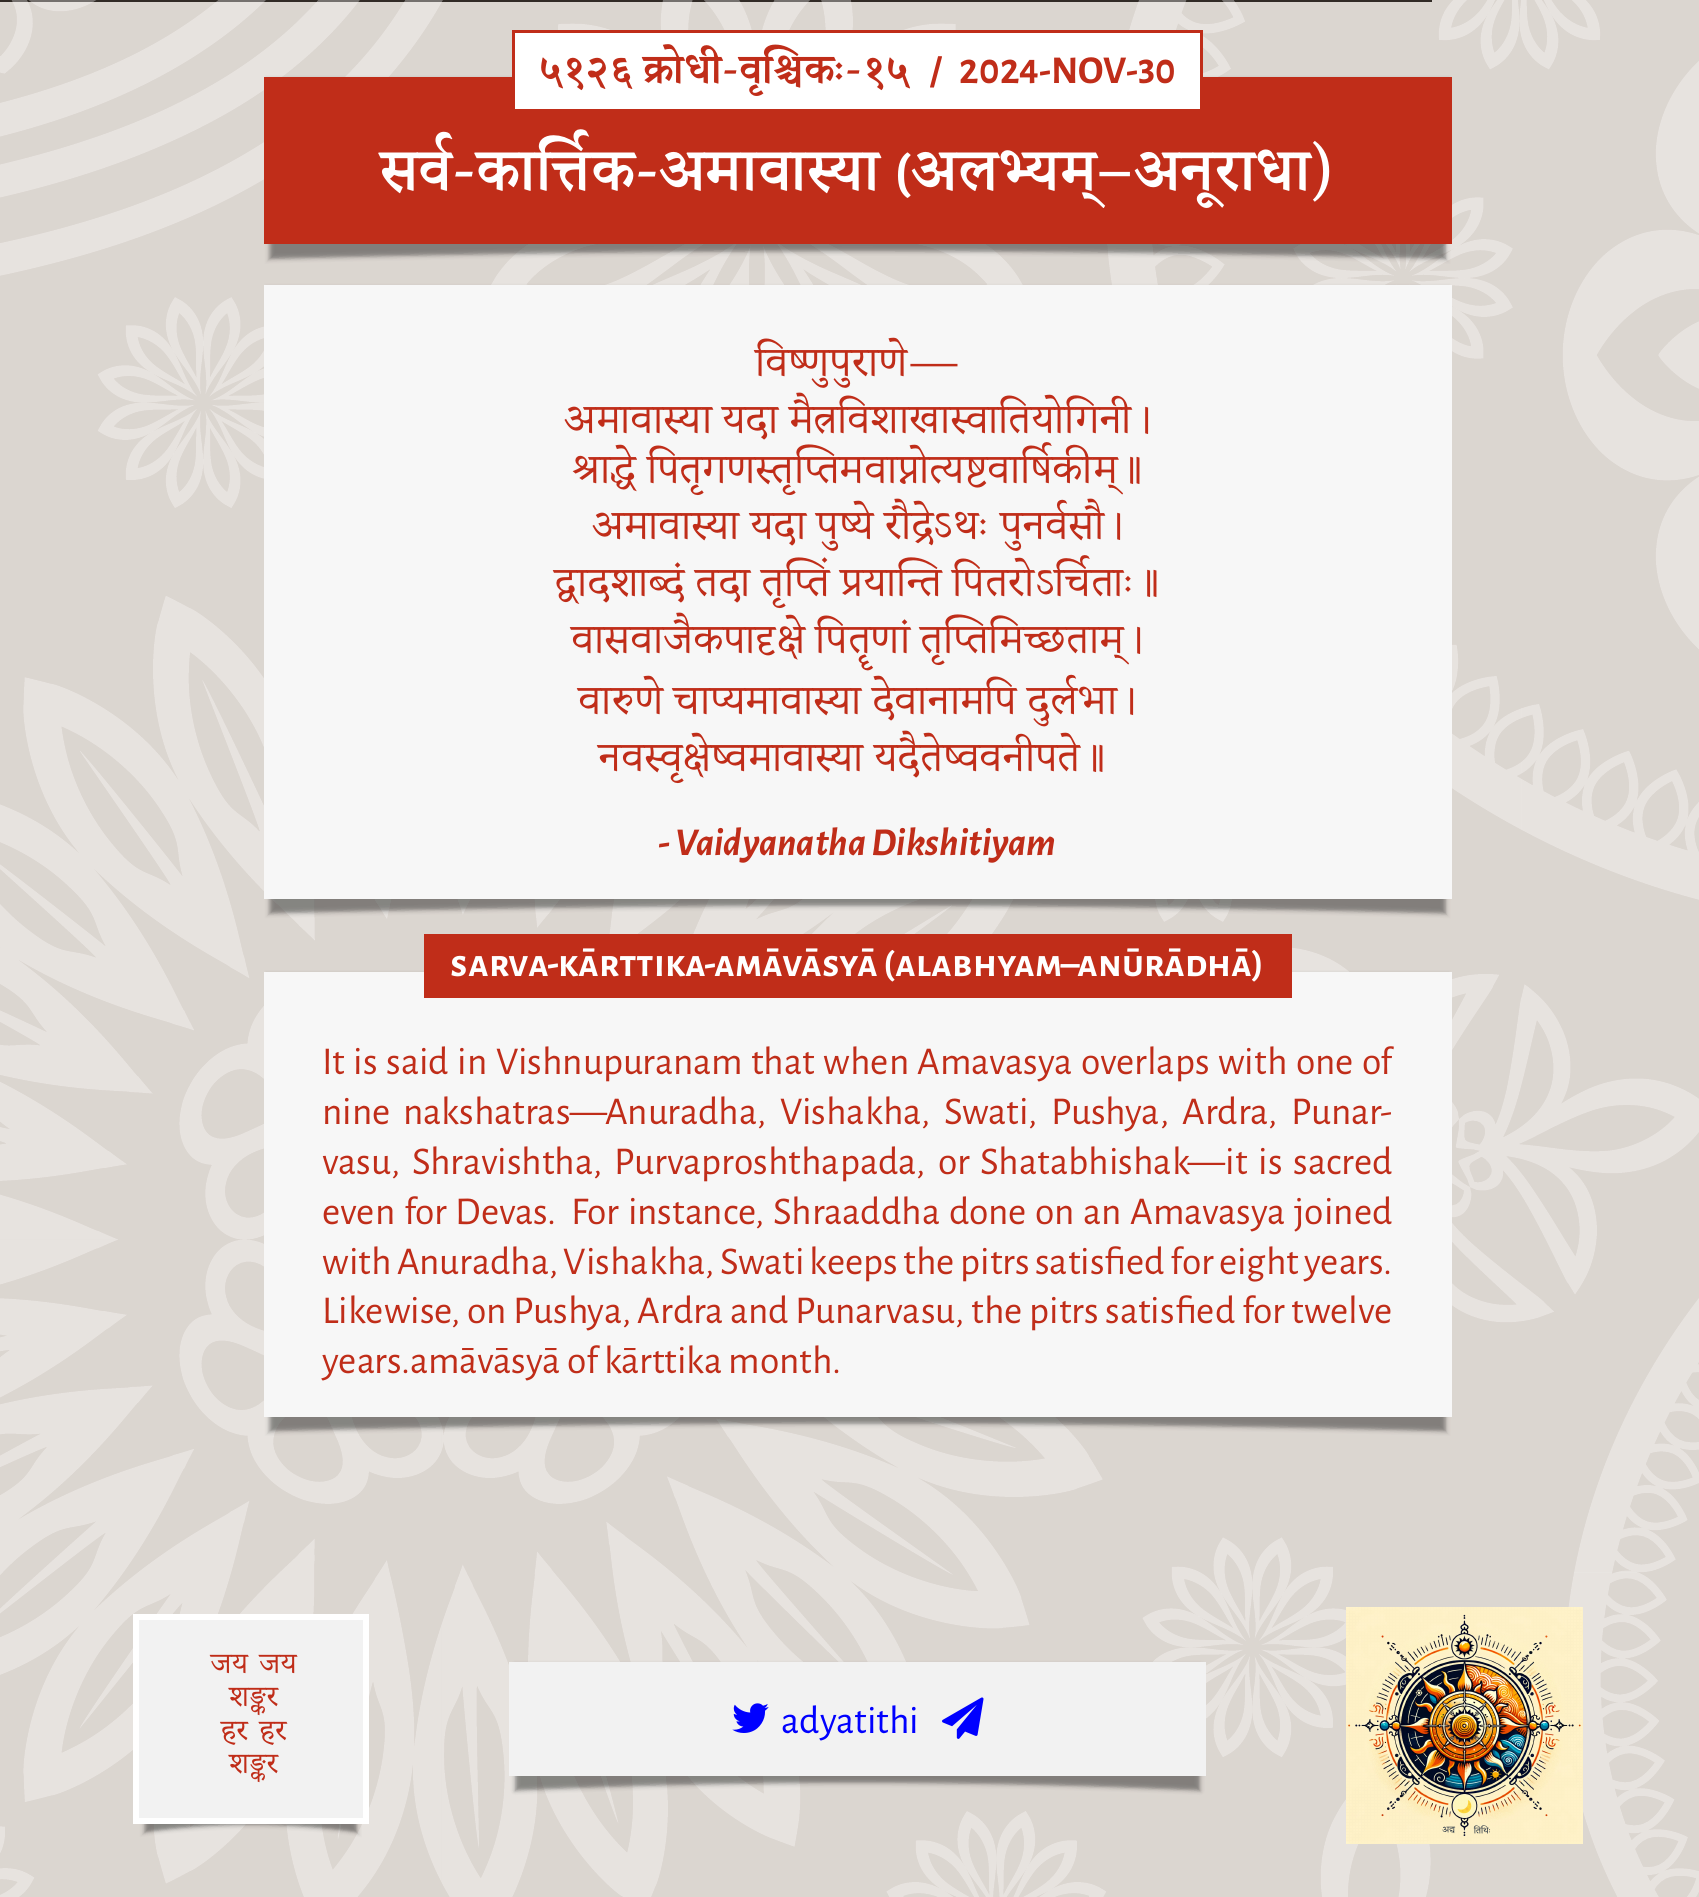 ५१२६ क्रोधी-वृश्चिकः-१५ / 2024-NOV-30
सर्व-कार्त्तिक-अमावास्या (अलभ्यम्–अनूराधा)
विष्णुपुराणे—
अमावास्या यदा मैत्रविशाखास्वातियोगिनी।
श्राद्धे पितृगणस्तृप्तिमवाप्नोत्यष्टवार्षिकीम्॥
अमावास्या यदा पुष्ये रौद्रेऽथः पुनर्वसौ।
द्वादशाब्दं तदा तृप्तिं प्रयान्ति पितरोऽर्चिताः॥
वासवाजैकपादृक्षे पितॄणां तृप्तिमिच्छताम्।
वारुणे चाप्यमावास्या देवानामपि दुर्लभा।
नवस्वृक्षेष्वमावास्या यदैतेष्ववनीपते॥
- Vaidyanatha Dikshitiyam
SARVA-KĀRTTIKA-AMĀVĀSYĀ (ALABHYAM–ANŪRĀDHĀ)
It is said in Vishnupuranam that when Amavasya overlaps with one of
nine nakshatras—Anuradha, Vishakha, Swati, Pushya, Ardra, Punar-
vasu, Shravishtha, Purvaproshthapada, or Shatabhishak—it is sacred
even for Devas. For instance, Shraaddha done on an Amavasya joined
with Anuradha, Vishakha, Swati keeps the pitrs satisfied for eight years.
Likewise, on Pushya, Ardra and Punarvasu, the pitrs satisfied for twelve
years.amāvāsyā of kārttika month.
जय जय
शङ्कर
हर हर
शङ्कर
adyatithi
अद्य तिथिः